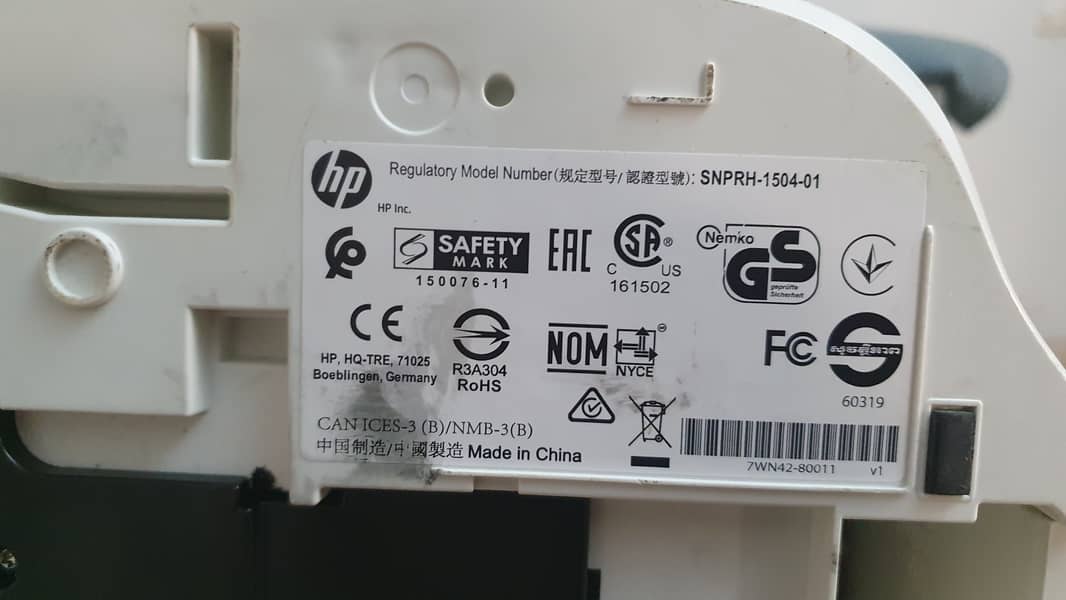 hp
Regulatory Model Number(规定型号/ 認證型號): SNPRH-1504-01
HP Inc.
SAFETY
MARK
150076-11
EAC
SA®
C US
161502
Nemko
GS
geprüfte
Sicherheit
CE
HP, HQ-TRE, 71025
Boeblingen, Germany
R3A304
RoHS
NOM
NYCE
FC
60319
CAN ICES-3 (B)/NMB-3(B)
中国制造/中國製造 Made in China
7WN42-80011 v1